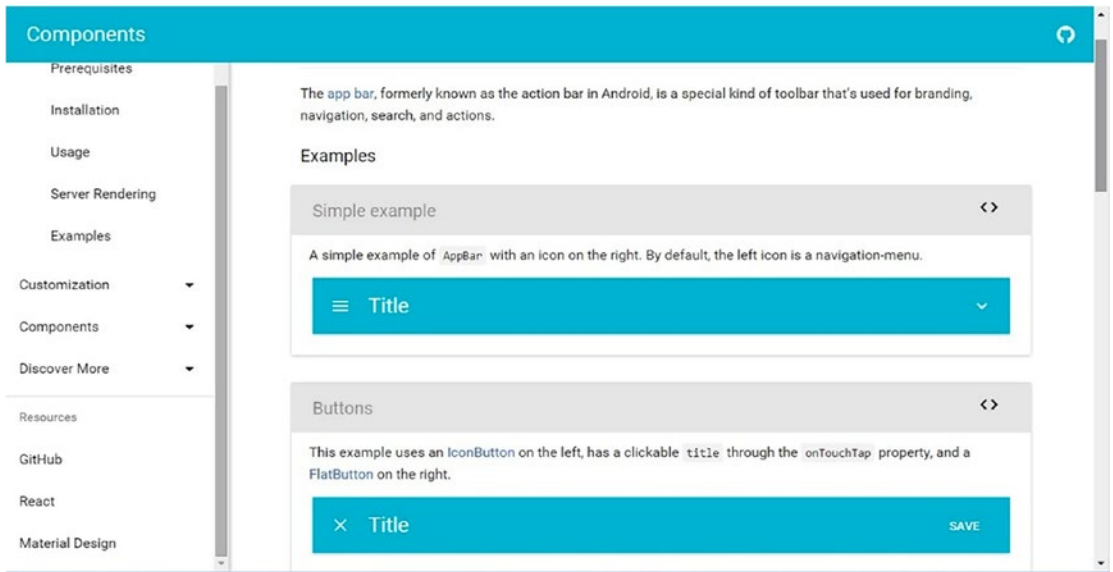 Components
Prerequisites
Installation
Usage
Server Rendering
Examples
Customization
Components
Discover More
Resources
GitHub
React
Material Design
The app bar, formerly known as the action bar in Android, is a special kind of toolbar that's used for branding,
navigation, search, and actions.
Examples
Simple example
A simple example of AppBar with an icon on the right. By default, the left icon is a navigation-menu.
Title
Buttons
This example uses an IconButton on the left, has a clickable title through the onTouchTap property, and a
FlatButton on the right.
Title SAVE